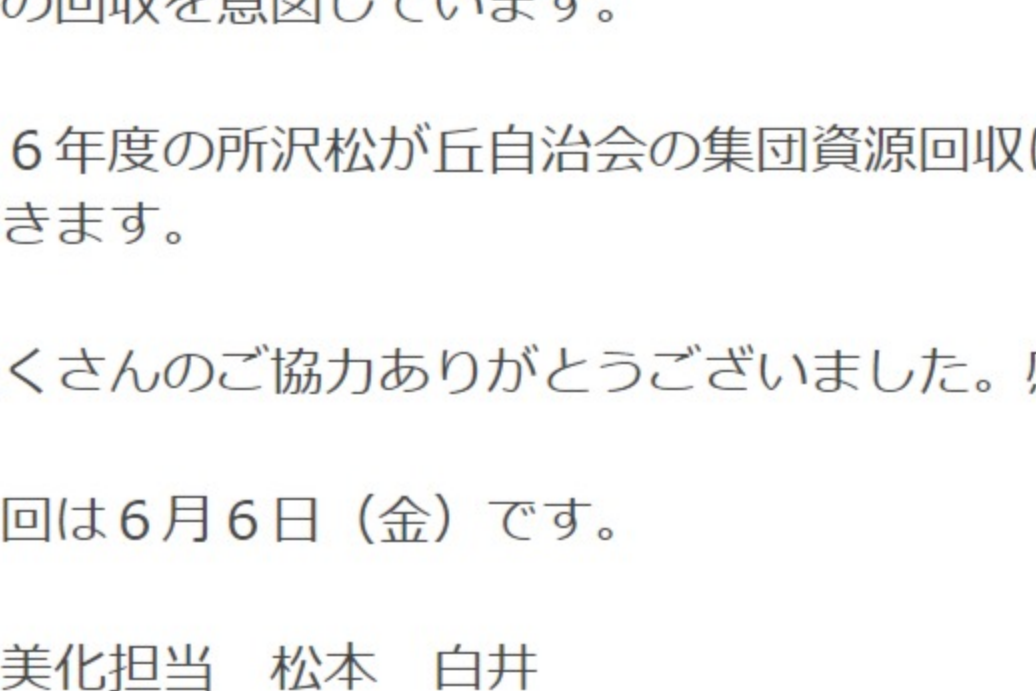 の回収を意図しています。
６年度の所沢松が丘自治会の集団資源回収
きます。
くさんのご協力ありがとうございました。
回は６月６日（金）です。
美化担当　松本　白井